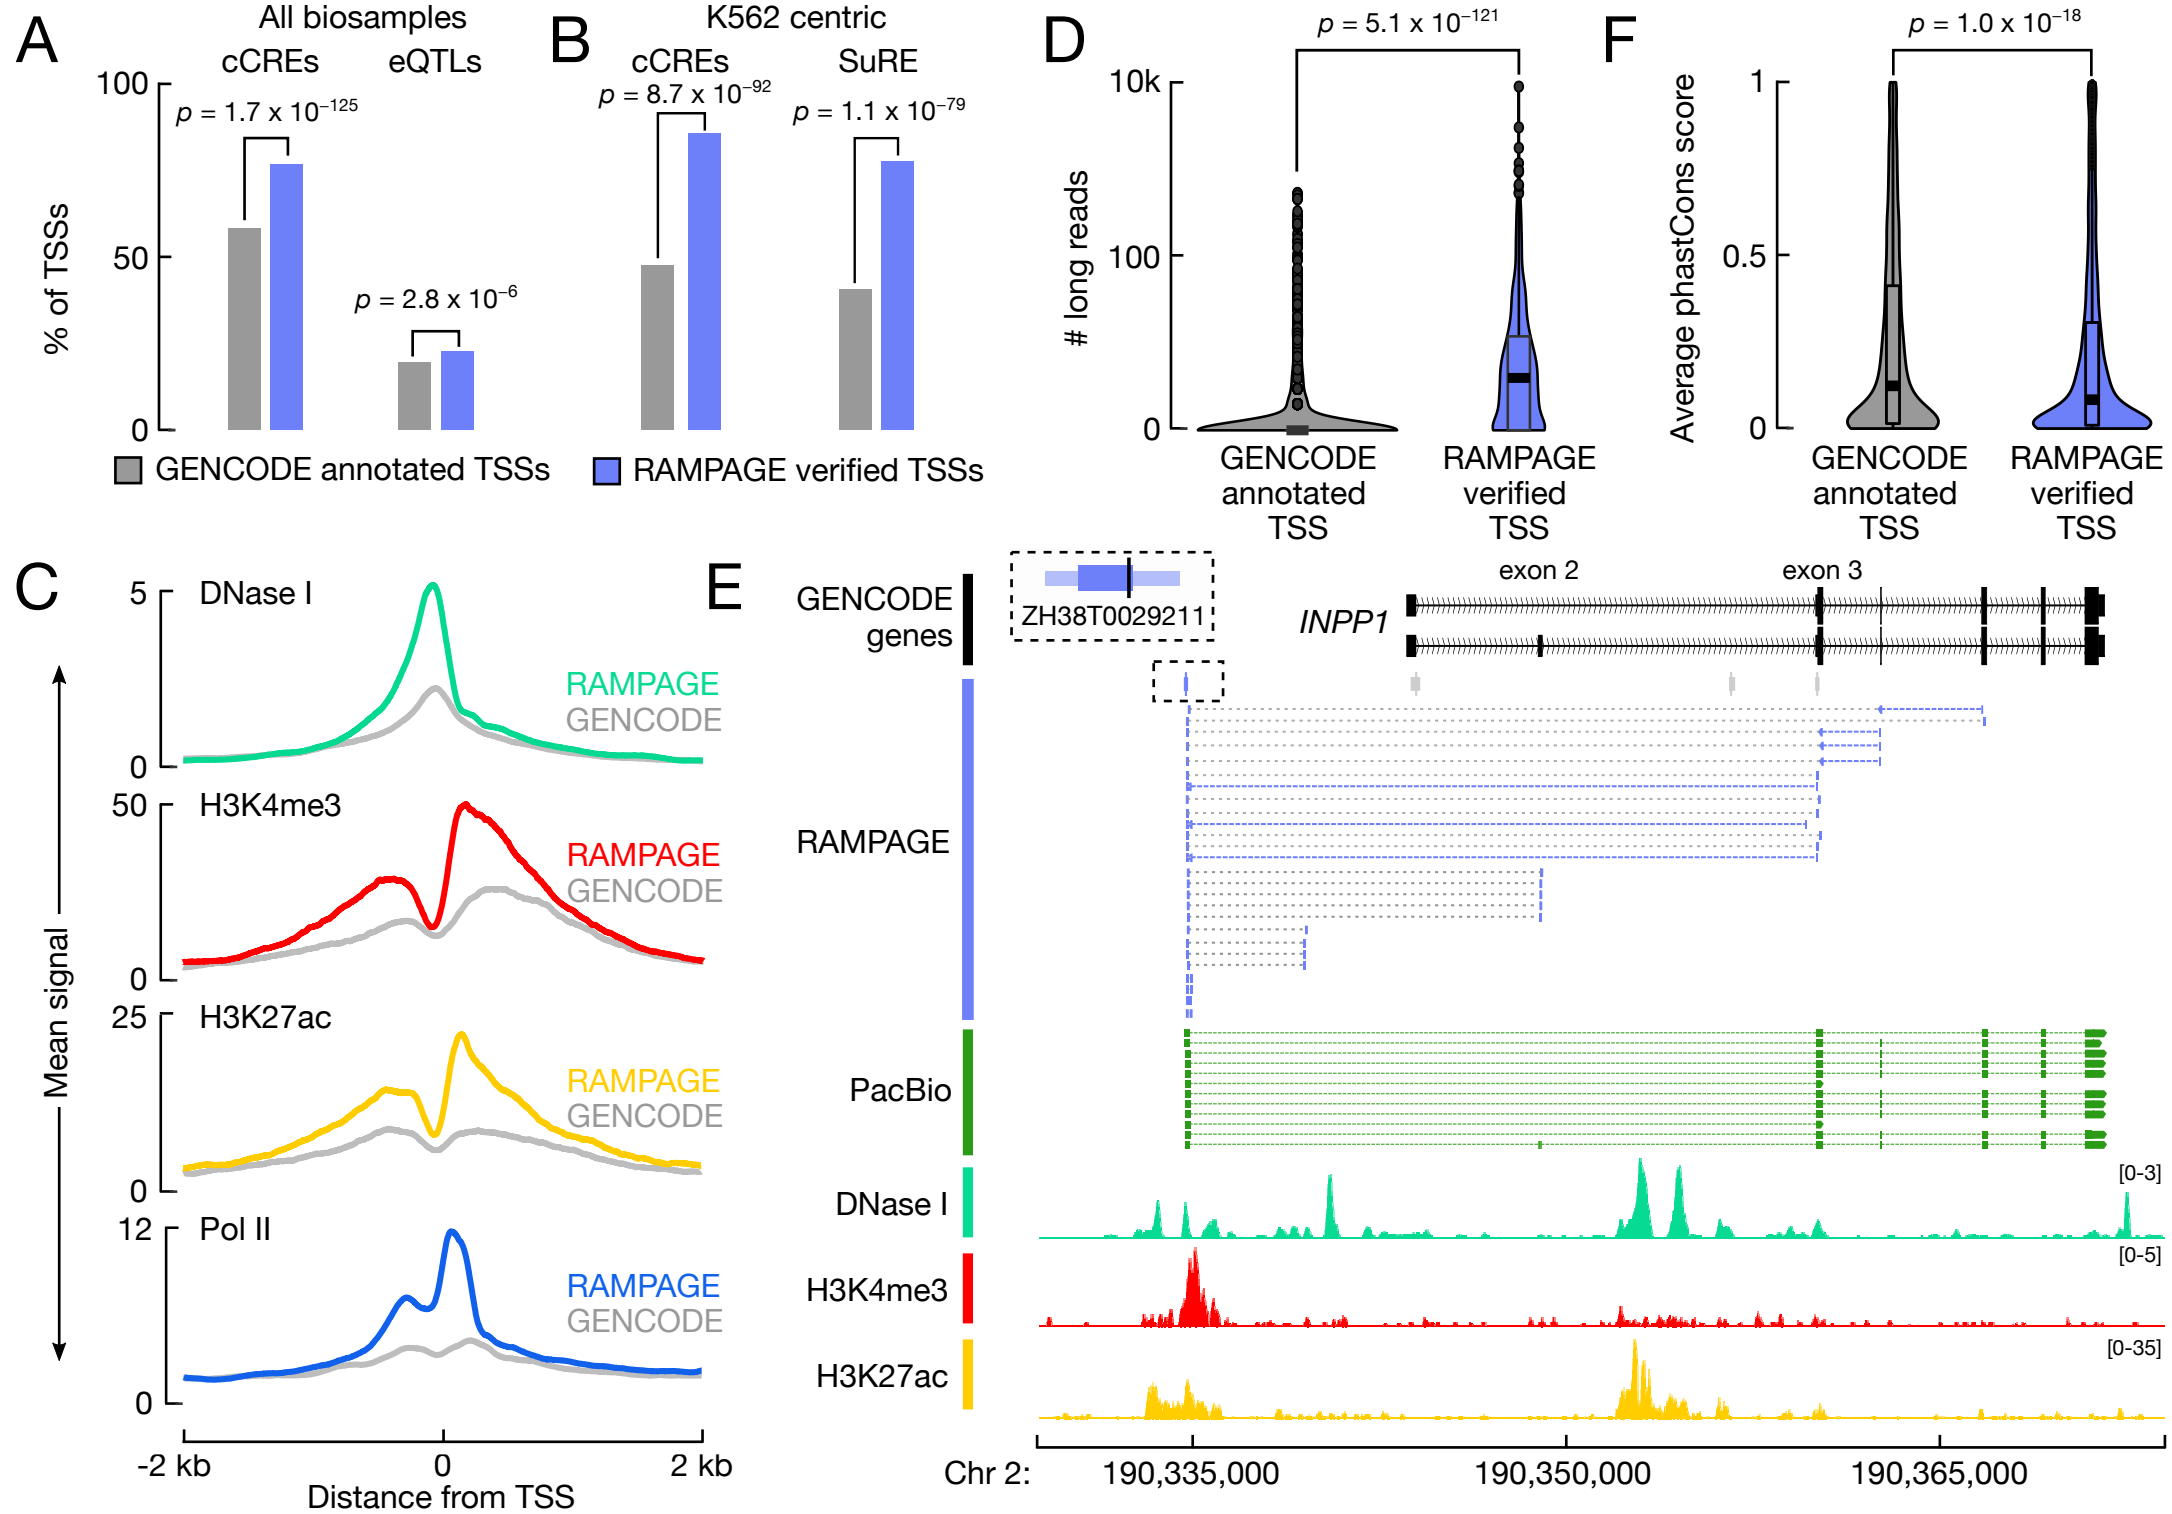 A
All biosamples
cCREs
eQTLs
p = 1.7 x 10⁻¹²⁵
p = 2.8 x 10⁻⁶
% of TSSs
100
50
0
B
K562 centric
cCREs
SuRE
p = 8.7 x 10⁻⁹²
p = 1.1 x 10⁻⁷⁹
GENCODE annotated TSSs
RAMPAGE verified TSSs
D
p = 5.1 x 10⁻¹²¹
# long reads
10k
100
0
GENCODE
annotated
TSS
RAMPAGE
verified
TSS
F
p = 1.0 x 10⁻¹⁸
Average phastCons score
1
0.5
0
GENCODE
annotated
TSS
RAMPAGE
verified
TSS
C
Mean signal
DNase I
5
0
RAMPAGE
GENCODE
H3K4me3
50
0
RAMPAGE
GENCODE
H3K27ac
25
0
RAMPAGE
GENCODE
Pol II
12
0
RAMPAGE
GENCODE
-2 kb
0
2 kb
Distance from TSS
E
GENCODE
genes
ZH38T0029211
INPP1
exon 2
exon 3
RAMPAGE
PacBio
DNase I
[0-3]
H3K4me3
[0-5]
H3K27ac
[0-35]
Chr 2:
190,335,000
190,350,000
190,365,000